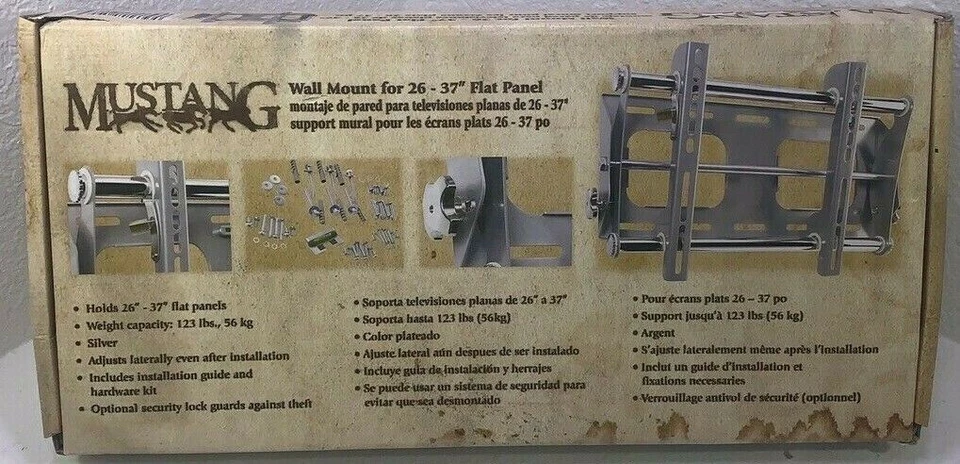 MUSTANG
Wall Mount for 26 - 37" Flat Panel
montaje de pared para televisiones planas de 26 - 37"
support mural pour les écrans plats 26 - 37 po
• Holds 26" - 37" flat panels
• Weight capacity: 123 lbs., 56 kg
• Silver
• Adjusts laterally even after installation
• Includes installation guide and
hardware kit
• Optional security lock guards against theft
• Soporta televisiones planas de 26" a 37"
• Soporta hasta 123 lbs (56kg)
• Color plateado
• Ajuste lateral aún despues de ser instalado
• Incluye guia de instalación y herrajes
• Se puede usar un sistema de seguridad para
evitar que sea desmontado
• Pour écrans plats 26 – 37 po
• Support jusqu'à 123 lbs (56 kg)
• Argent
• S'ajuste lateralement même après l'installation
• Inclut un guide d'installation et
fixations necessaries
• Verrouillage antivol de sécurité (optionnel)